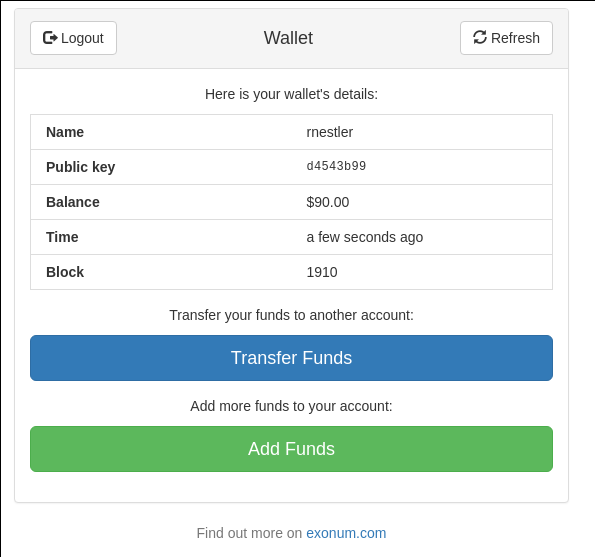 Logout Wallet Refresh
Here is your wallet's details:
Name rnestler
Public key d4543b99
Balance $90.00
Time a few seconds ago
Block 1910
Transfer your funds to another account:
Transfer Funds
Add more funds to your account:
Add Funds
Find out more on exonum.com